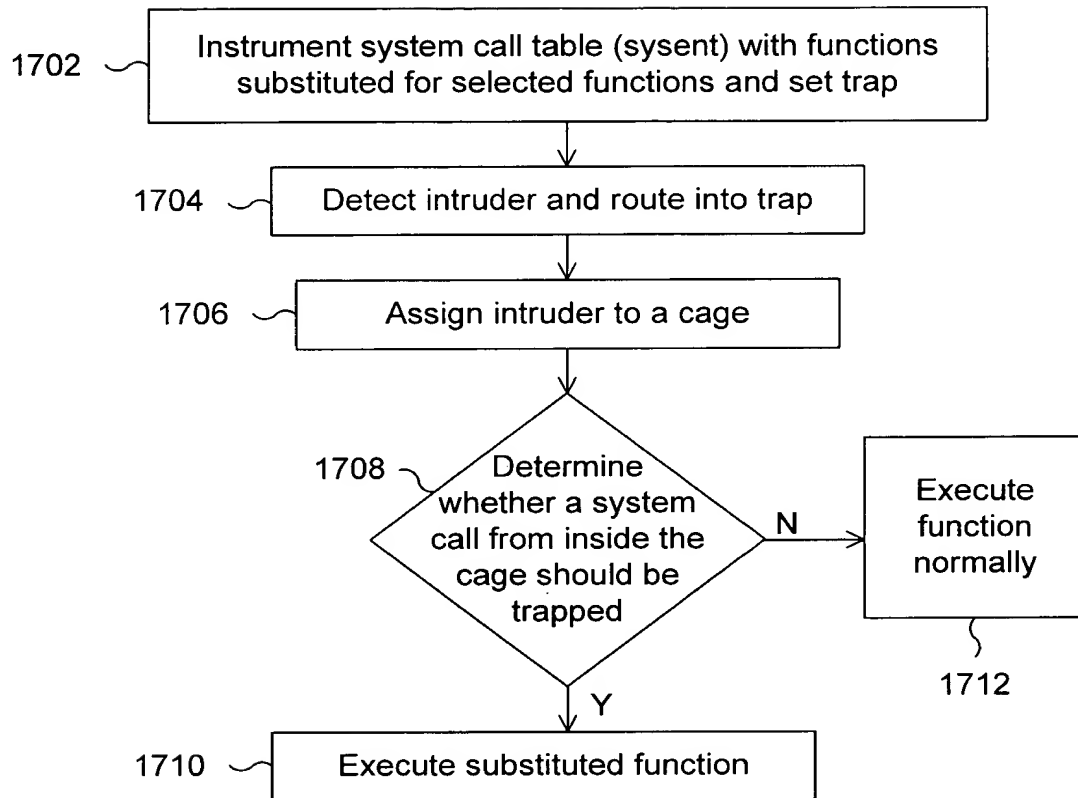 1702
Instrument system call table (sysent) with functions
substituted for selected functions and set trap
1704
Detect intruder and route into trap
1706
Assign intruder to a cage
1708
Determine
whether a system
call from inside the
cage should be
trapped
N
Execute
function
normally
1712
Y
1710
Execute substituted function